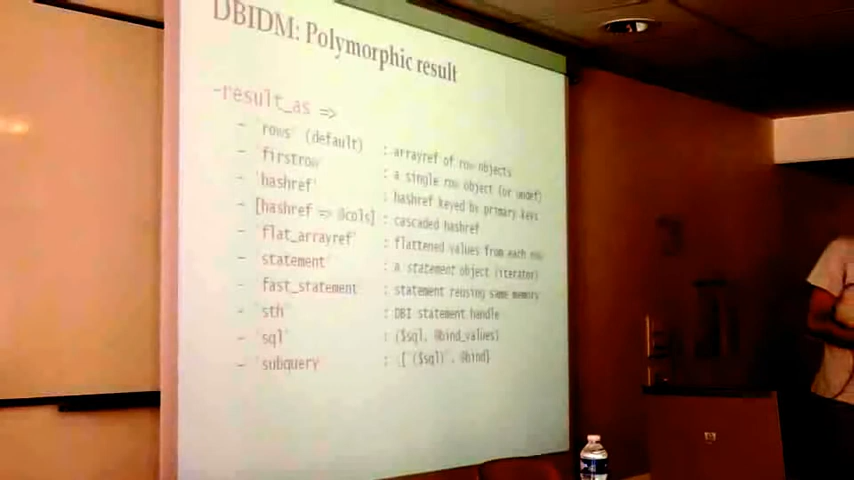 DBIDM: Polymorphic result
-result_as =>
- 'rows' (default) : arrayref of row objects
- 'firstrow' : a single row object (or undef)
- 'hashref' : hashref keyed by primary keys
- [hashref => @cols] : cascaded hashref
- 'flat_arrayref' : flattened values from each row
- 'statement' : a statement object (iterator)
- 'fast_statement' : statement reusing same memory
- 'sth' : DBI statement handle
- 'sql' : ($sql, @bind_values)
- 'subquery' : \["($sql)", @bind]